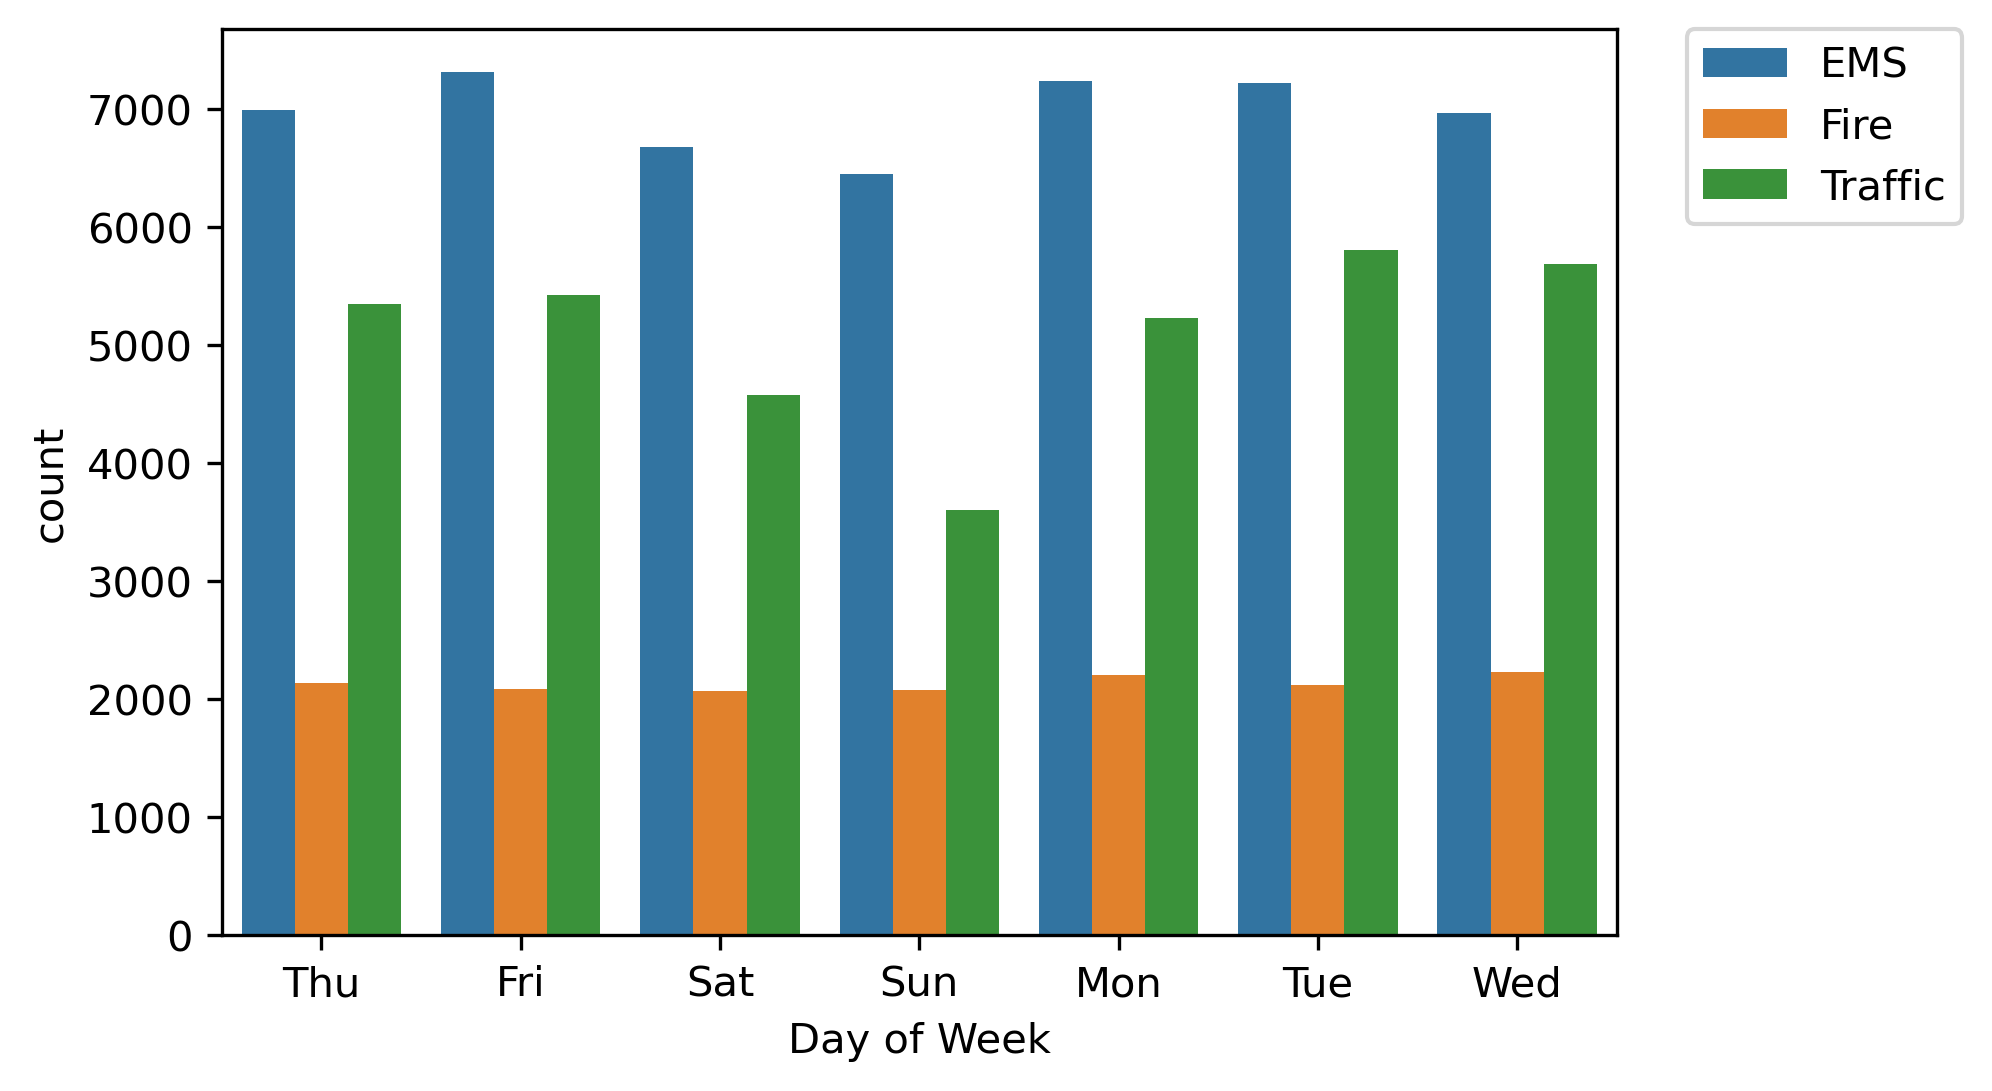 EMS
Fire
Traffic
7000
6000
5000
4000
3000
2000
1000
0
count
Thu Fri Sat Sun Mon Tue Wed
Day of Week